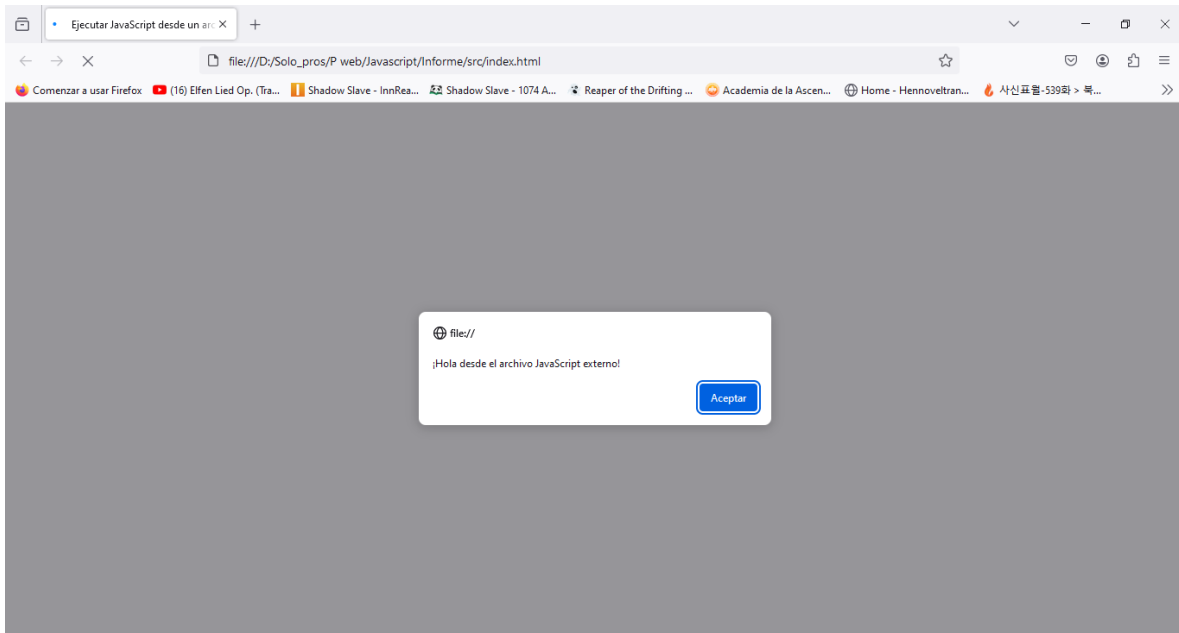 Ejecutar JavaScript desde un arc
file:///D:/Solo_pros/P web/Javascript/Informe/src/index.html
Comenzar a usar Firefox (16) Elfen Lied Op. (Tra... Shadow Slave - InnRea... Shadow Slave - 1074 A... Reaper of the Drifting ... Academia de la Ascen... Home - Hennoveltran... 사신표월-539화 > 북...
file://
¡Hola desde el archivo JavaScript externo!
Aceptar